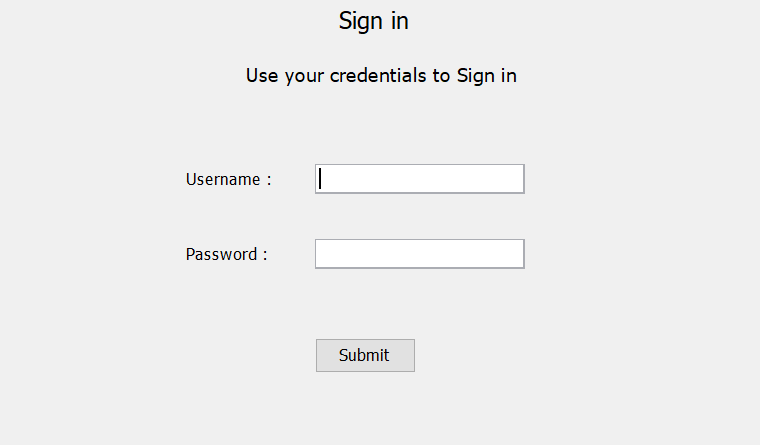 Sign in
Use your credentials to Sign in
Username :
Password :
Submit